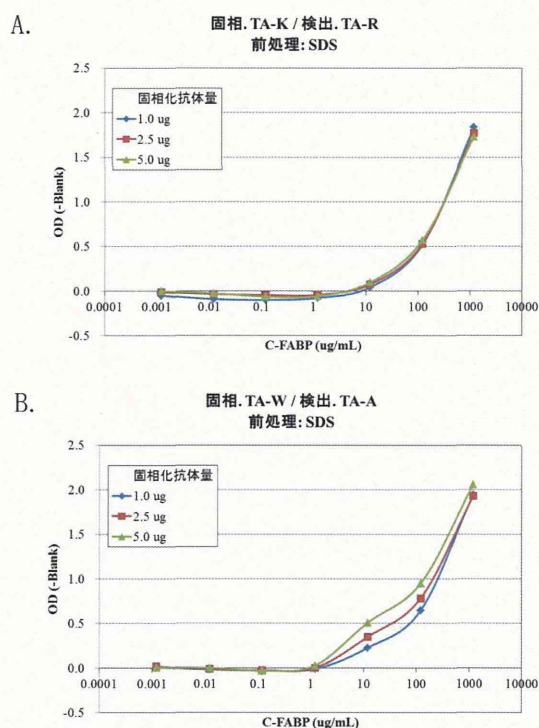 A.
固相. TA-K / 検出. TA-R
前処理: SDS
2.5
2.0
1.5
1.0
0.5
0.0
-0.5
OD (-Blank)
固相化抗体量
1.0 ug
2.5 ug
5.0 ug
0.0001 0.001 0.01 0.1 1 10 100 1000 10000
C-FABP (ug/mL)
B.
固相. TA-W / 検出. TA-A
前処理: SDS
2.5
2.0
1.5
1.0
0.5
0.0
-0.5
OD (-Blank)
固相化抗体量
1.0 ug
2.5 ug
5.0 ug
0.0001 0.001 0.01 0.1 1 10 100 1000 10000
C-FABP (ug/mL)